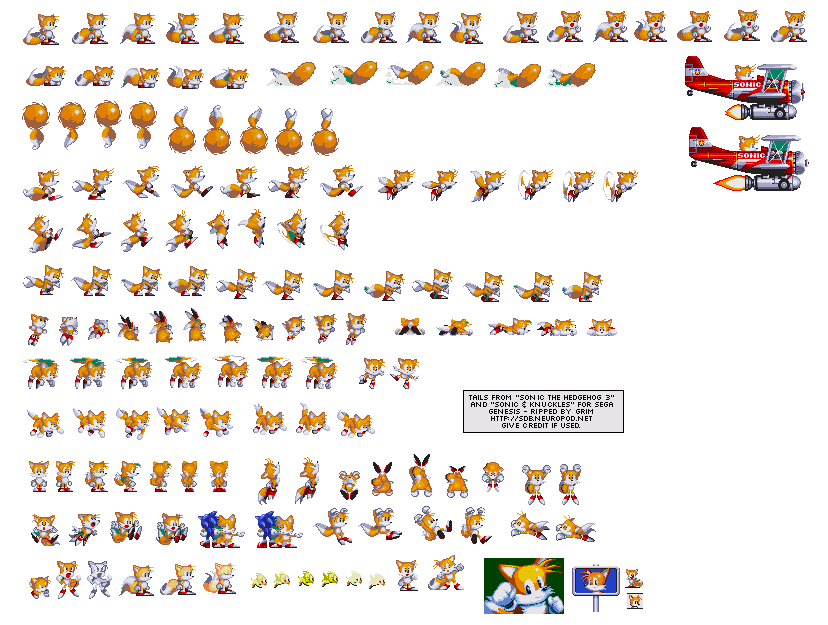 SONIC
SONIC
TAILS FROM "SONIC THE HEDGEHOG 3"
AND "SONIC & KNUCKLES" FOR SEGA
GENESIS - RIPPED BY GRIM
HTTP://SDB.NEUROPOD.NET
GIVE CREDIT IF USED.